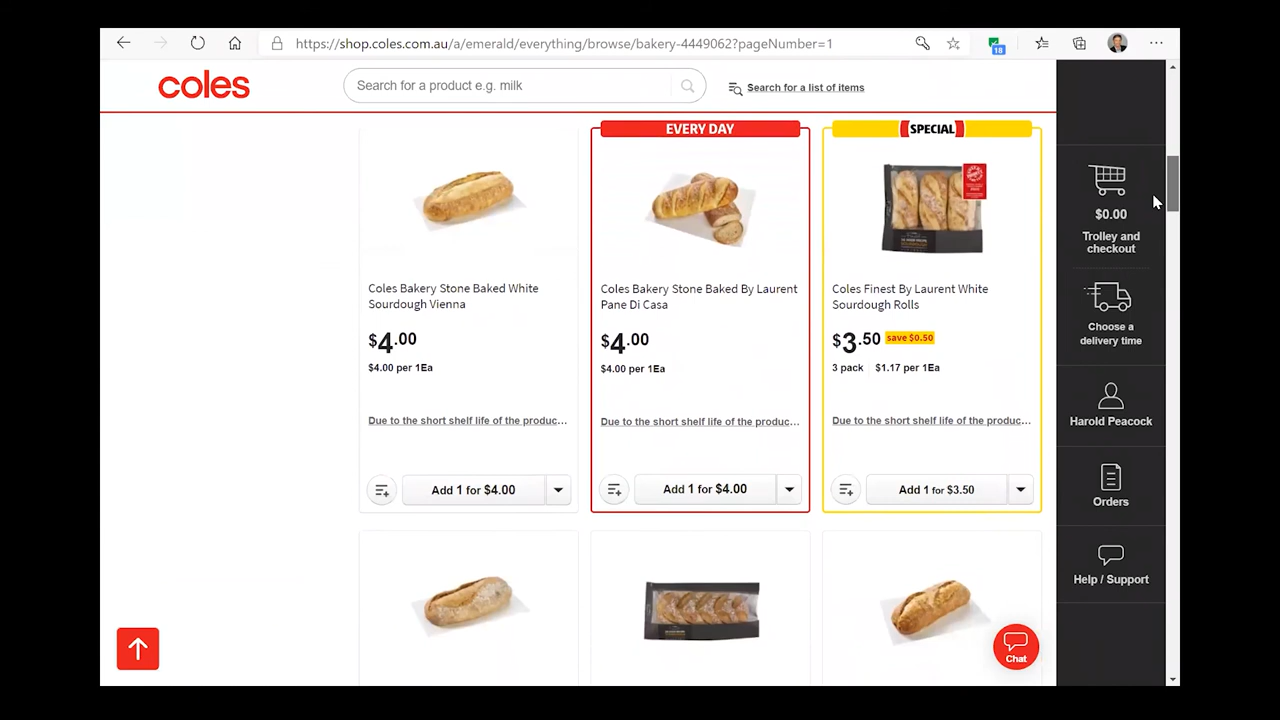 https://shop.coles.com.au/a/emerald/everything/browse/bakery-4449062?pageNumber=1
18
coles
Search for a product e.g. milk
Search for a list of items
EVERY DAY
SPECIAL
Coles Bakery Stone Baked White
Sourdough Vienna
$4.00
$4.00 per 1Ea
Due to the short shelf life of the produc...
Add 1 for $4.00
Coles Bakery Stone Baked By Laurent
Pane Di Casa
$4.00
$4.00 per 1Ea
Due to the short shelf life of the produc...
Add 1 for $4.00
Coles Finest By Laurent White
Sourdough Rolls
$3.50 save $0.50
3 pack $1.17 per 1Ea
Due to the short shelf life of the produc...
Add 1 for $3.50
$0.00
Trolley and
checkout
Choose a
delivery time
Harold Peacock
Orders
Help / Support
Chat